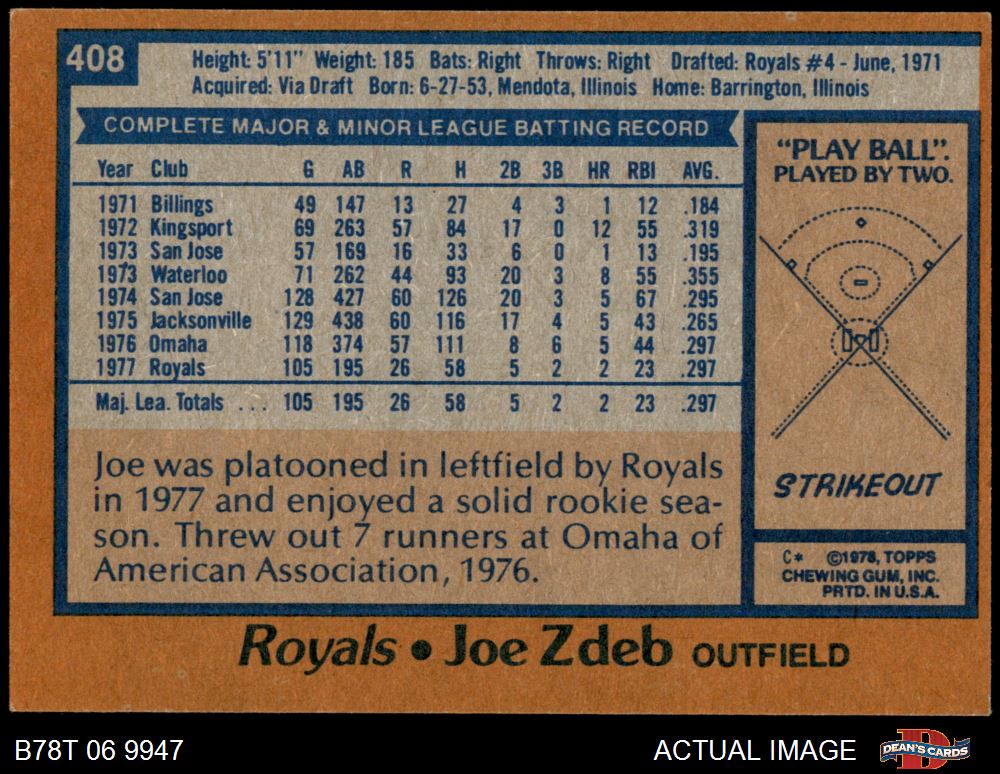 408
Height: 5'11" Weight: 185 Bats: Right Throws: Right Drafted: Royals #4 - June, 1971
Acquired: Via Draft Born: 6-27-53, Mendota, Illinois Home: Barrington, Illinois
COMPLETE MAJOR & MINOR LEAGUE BATTING RECORD
Year Club G AB R H 2B 3B HR RBI AVG.
1971 Billings 49 147 13 27 4 3 1 12 .184
1972 Kingsport 69 263 57 84 17 0 12 55 .319
1973 San Jose 57 169 16 33 6 0 1 13 .195
1973 Waterloo 71 262 44 93 20 3 8 55 .355
1974 San Jose 128 427 60 126 20 3 5 67 .295
1975 Jacksonville 129 438 60 116 17 4 5 43 .265
1976 Omaha 118 374 57 111 8 6 5 44 .297
1977 Royals 105 195 26 58 5 2 2 23 .297
Maj. Lea. Totals ... 105 195 26 58 5 2 2 23 .297
Joe was platooned in leftfield by Royals
in 1977 and enjoyed a solid rookie sea-
son. Threw out 7 runners at Omaha of
American Association, 1976.
"PLAY BALL".
PLAYED BY TWO.
STRIKEOUT
C* ©1978, TOPPS
CHEWING GUM, INC.
PRTD. IN U.S.A.
Royals • Joe Zdeb OUTFIELD
B78T 06 9947
ACTUAL IMAGE
D
DEAN'S CARDS